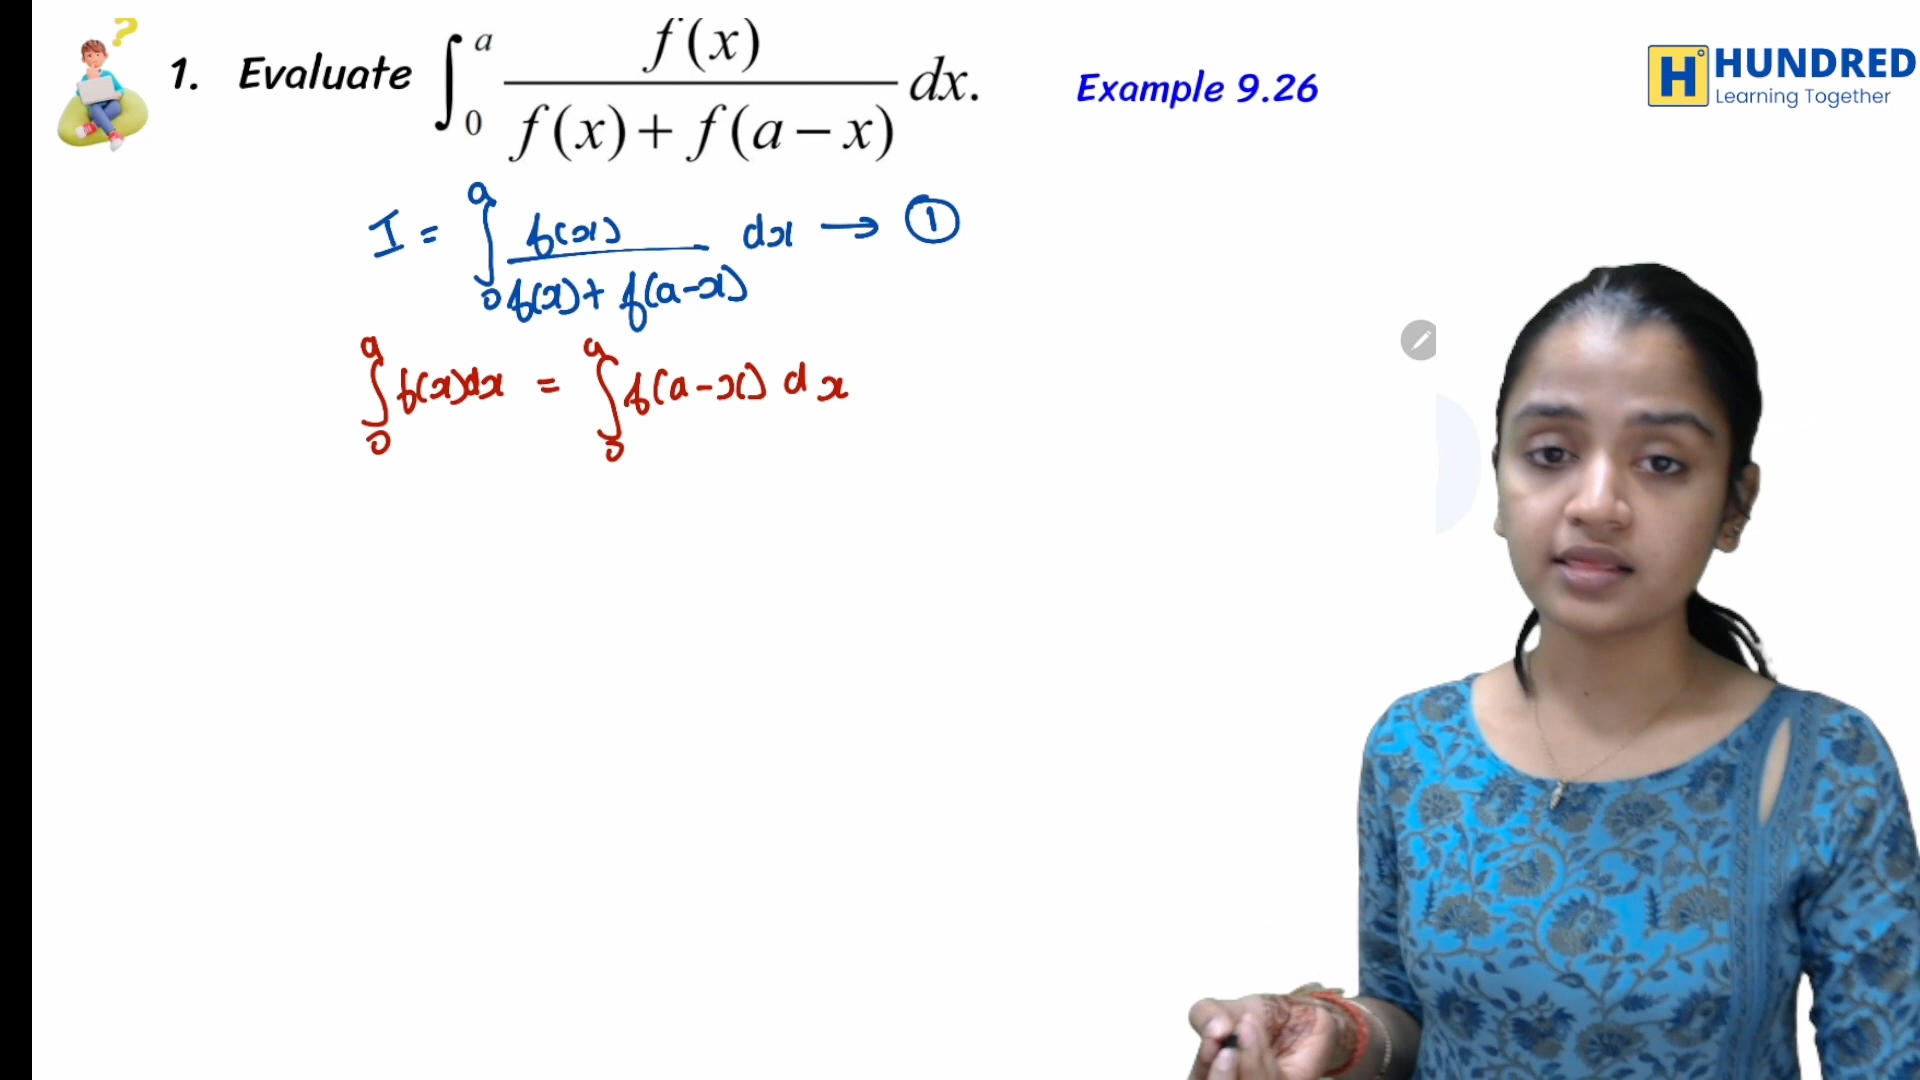 1. Evaluate ∫₀ᵃ f(x) / (f(x) + f(a − x)) dx. Example 9.26
H° HUNDRED
Learning Together
I = ∫₀ᵃ f(x) / (f(x) + f(a-x)) dx → ①
∫₀ᵃ f(x)dx = ∫₀ᵃ f(a-x) dx
?